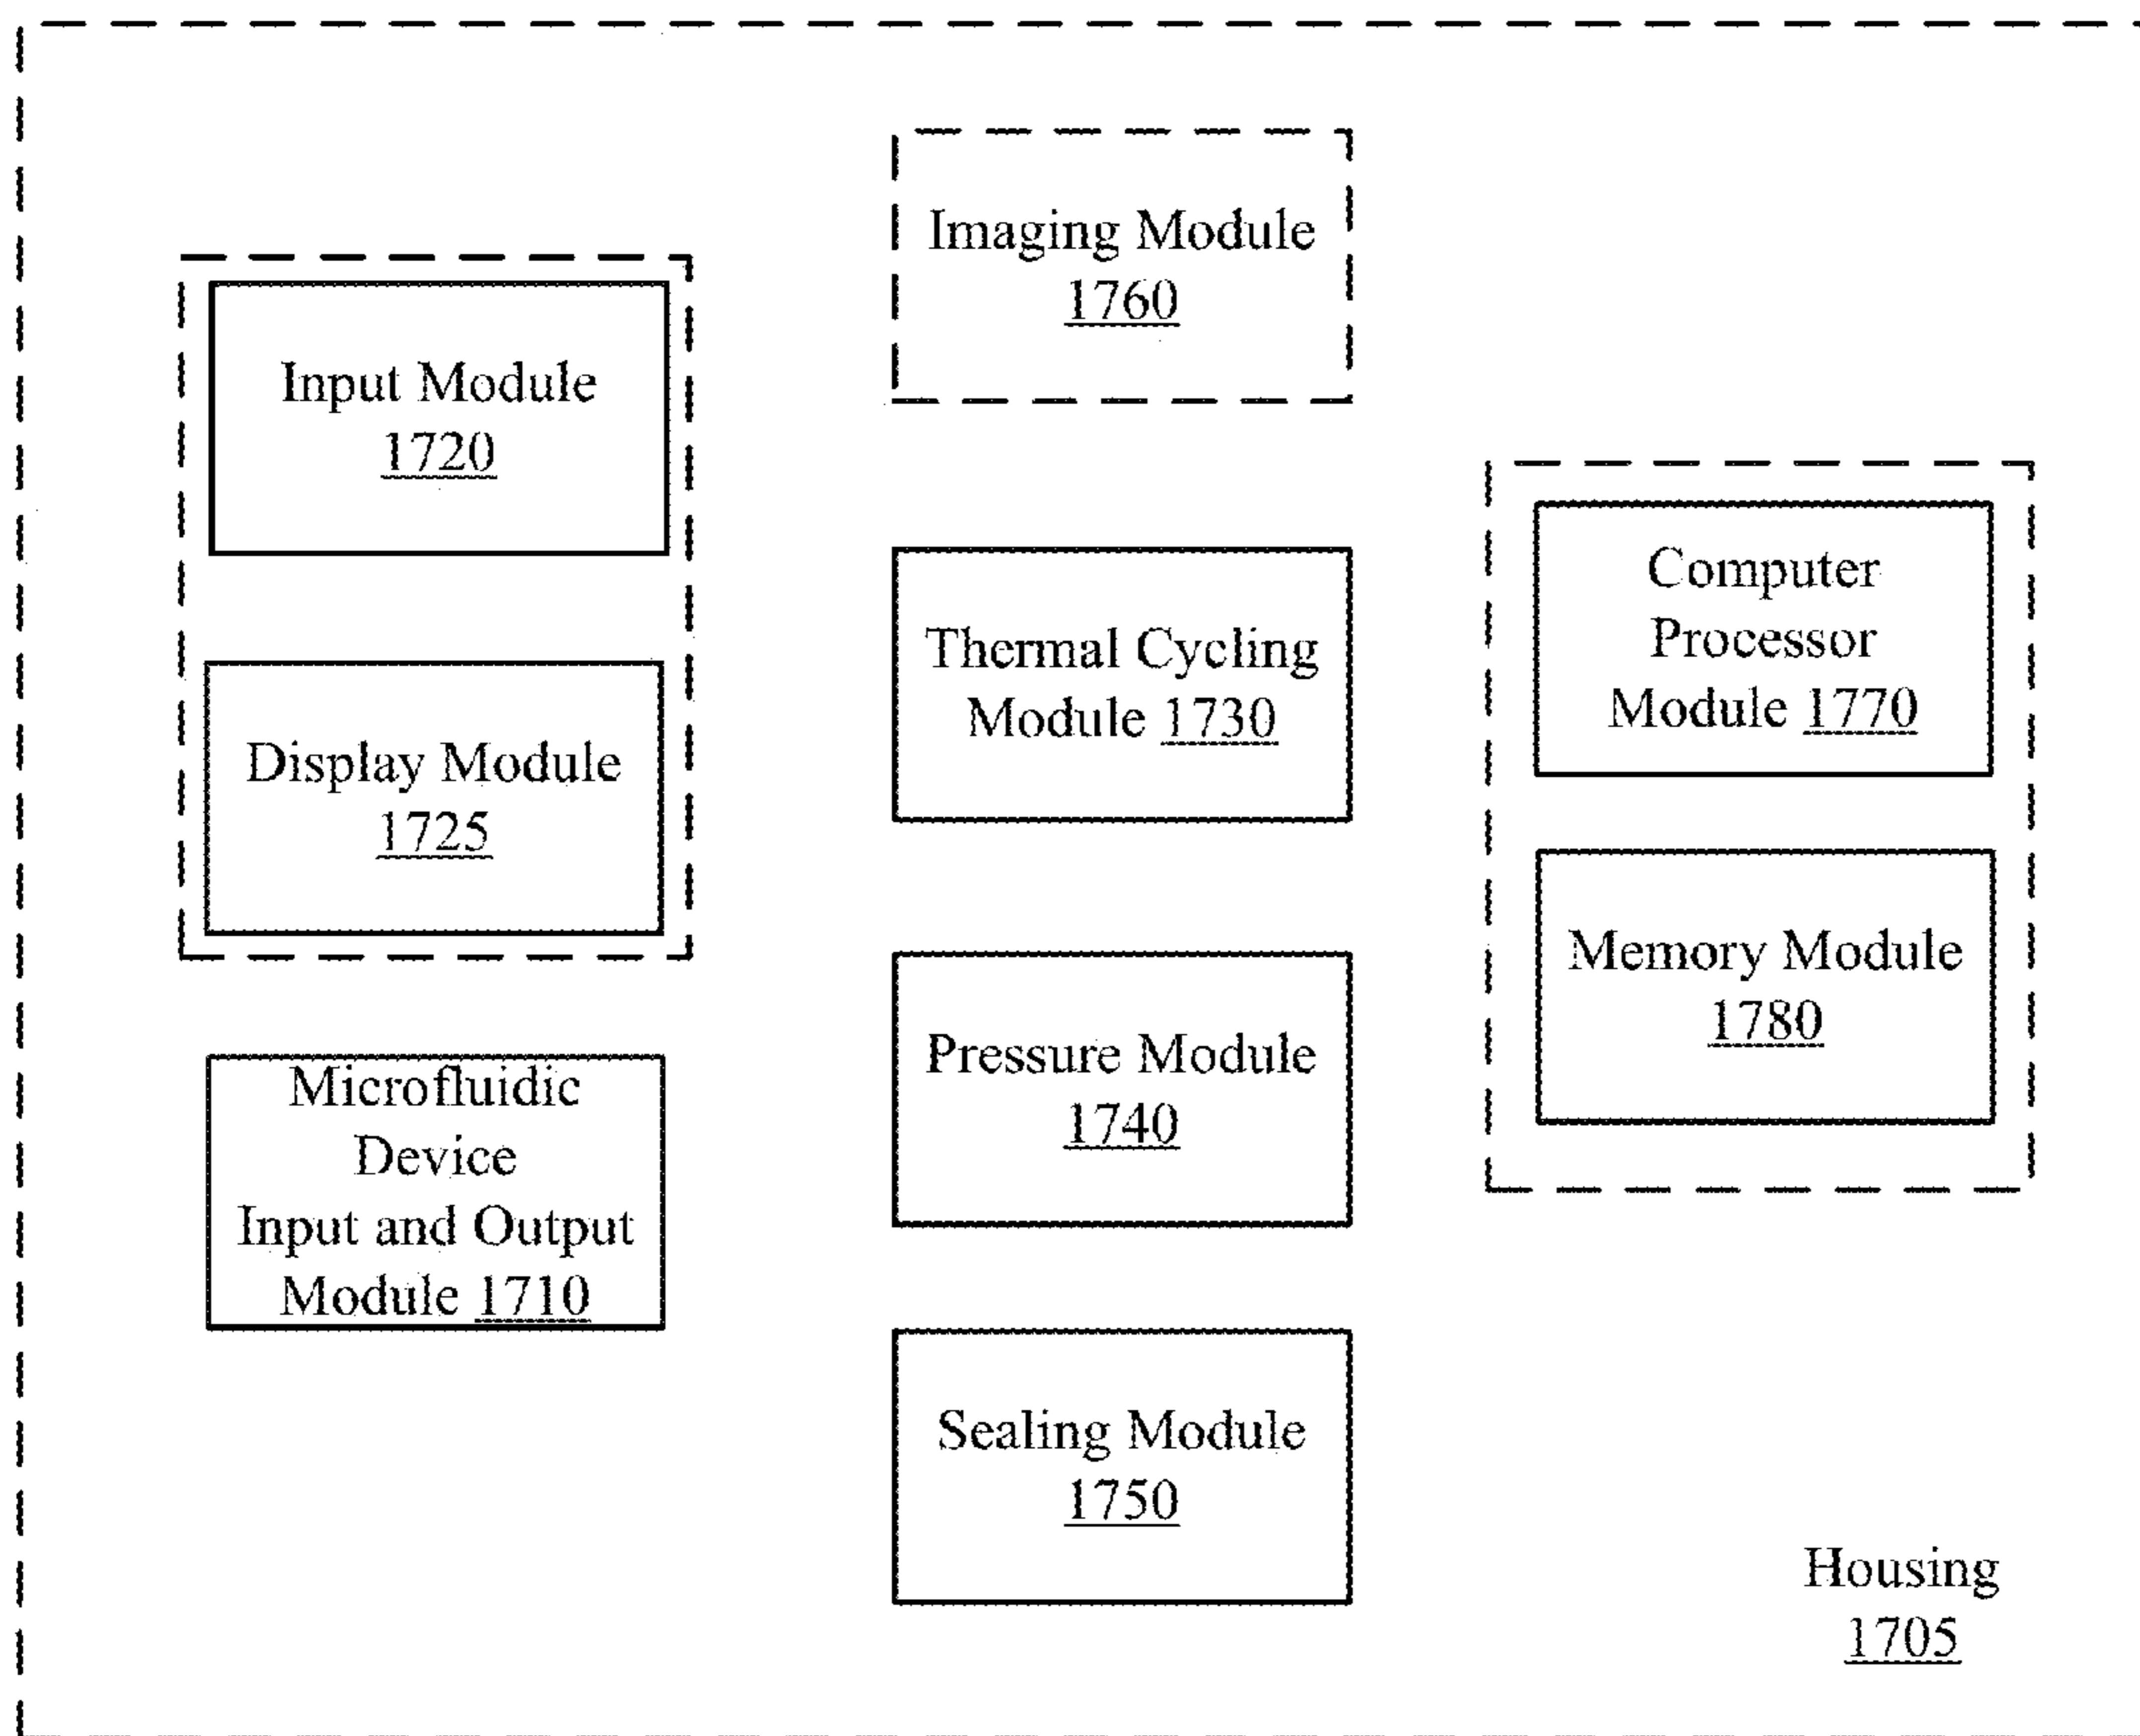 Imaging Module
1760
Input Module
1720
Display Module
1725
Microfluidic
Device
Input and Output
Module 1710
Thermal Cycling
Module 1730
Pressure Module
1740
Sealing Module
1750
Computer
Processor
Module 1770
Memory Module
1780
Housing
1705